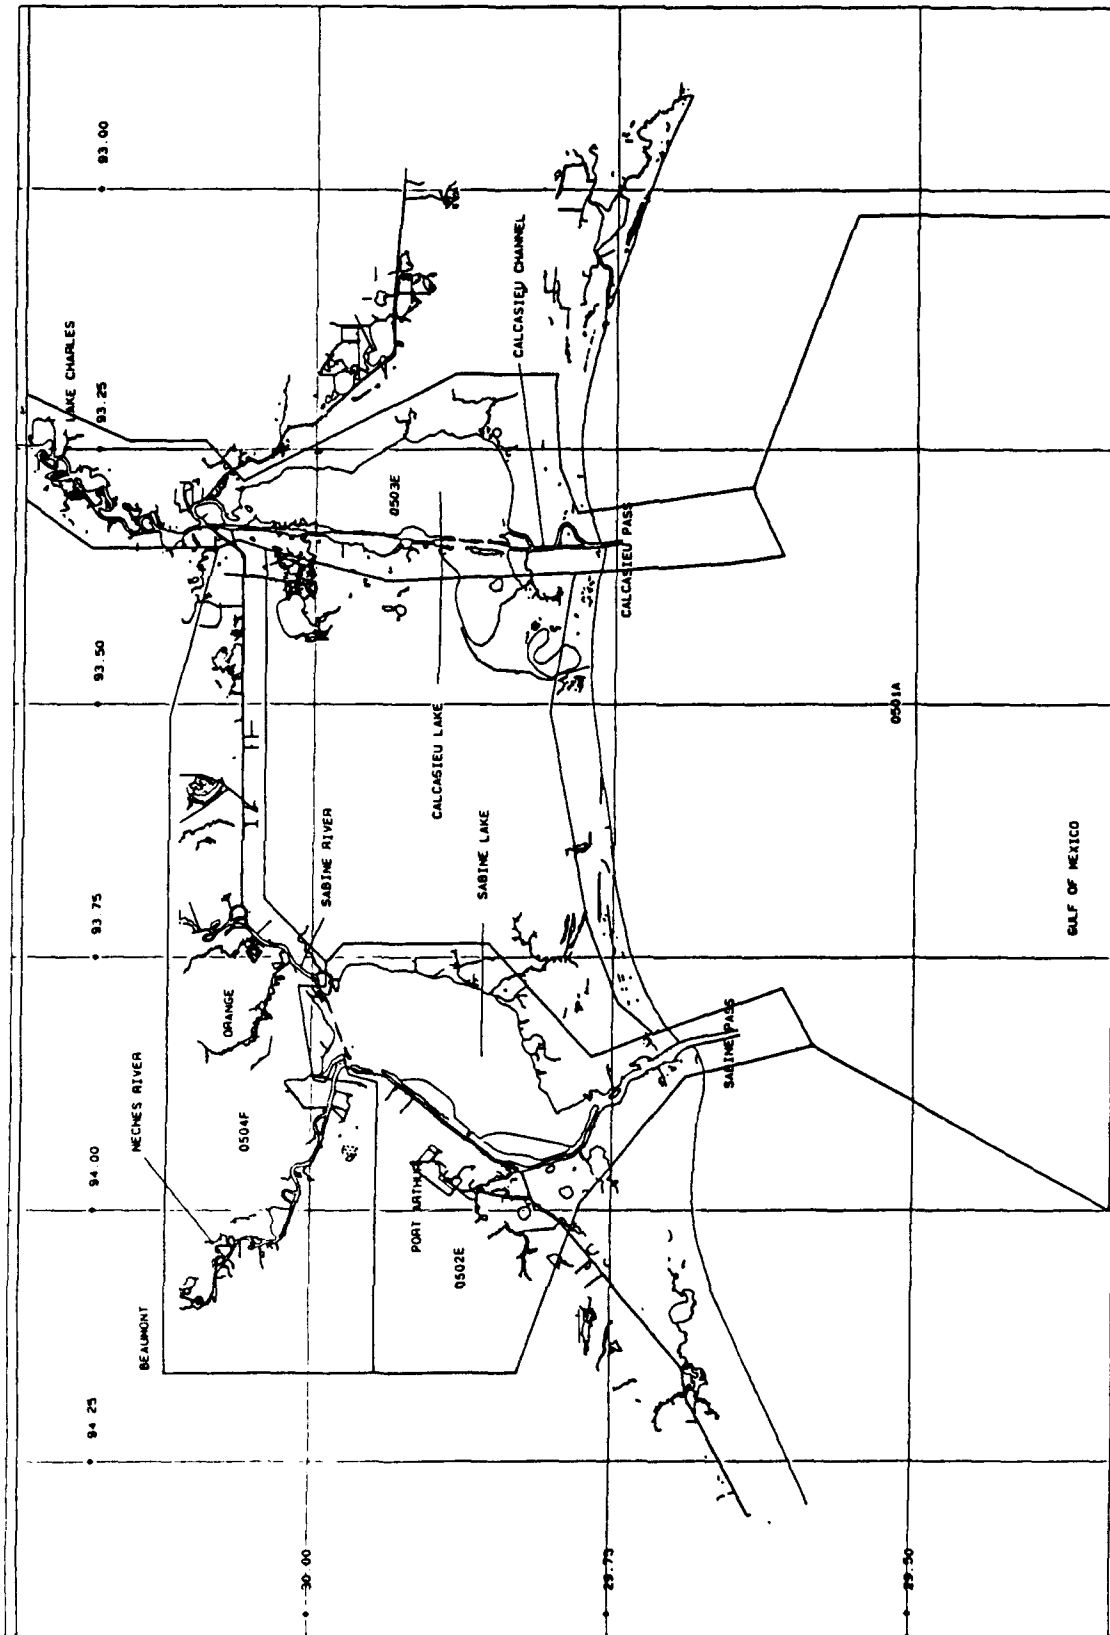 94 25
94.00
93 75
93.50
93.25
93.00
BEAUMONT
NECHES RIVER
0504F
ORANGE
SABINE RIVER
LAKE CHARLES
30 00
PORT ARTHUR
0502E
SABINE LAKE
CALCASIEU LAKE
0503E
CALCASIEU CHANNEL
29.75
SABINE PASS
CALCASIEU PASS
29.50
0501A
GULF OF MEXICO